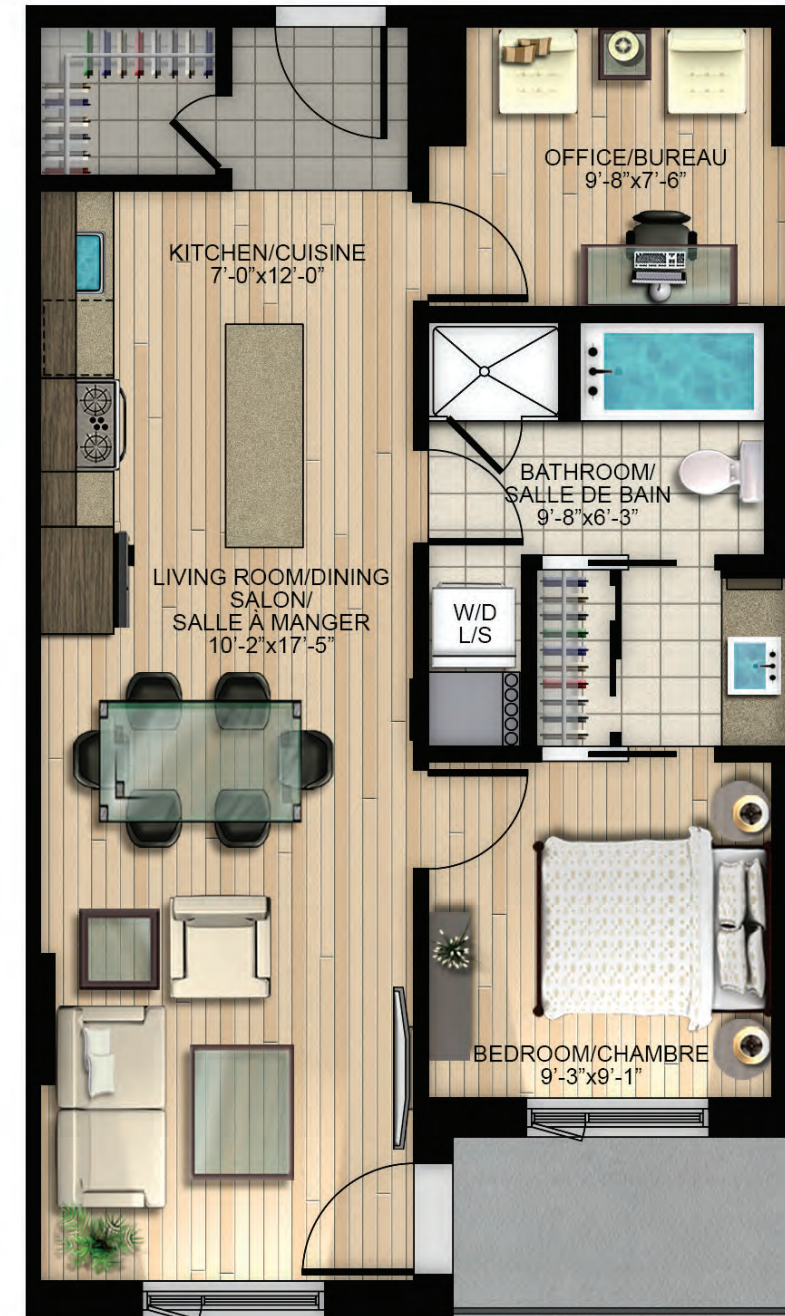 OFFICE/BUREAU
9’-8”x7’-6”
KITCHEN/CUISINE
7’-0”x12’-0”
BATHROOM/
SALLE DE BAIN
9’-8”x6’-3”
LIVING ROOM/DINING
SALON/
SALLE À MANGER
10’-2”x17’-5”
W/D
L/S
BEDROOM/CHAMBRE
9’-3”x9’-1”